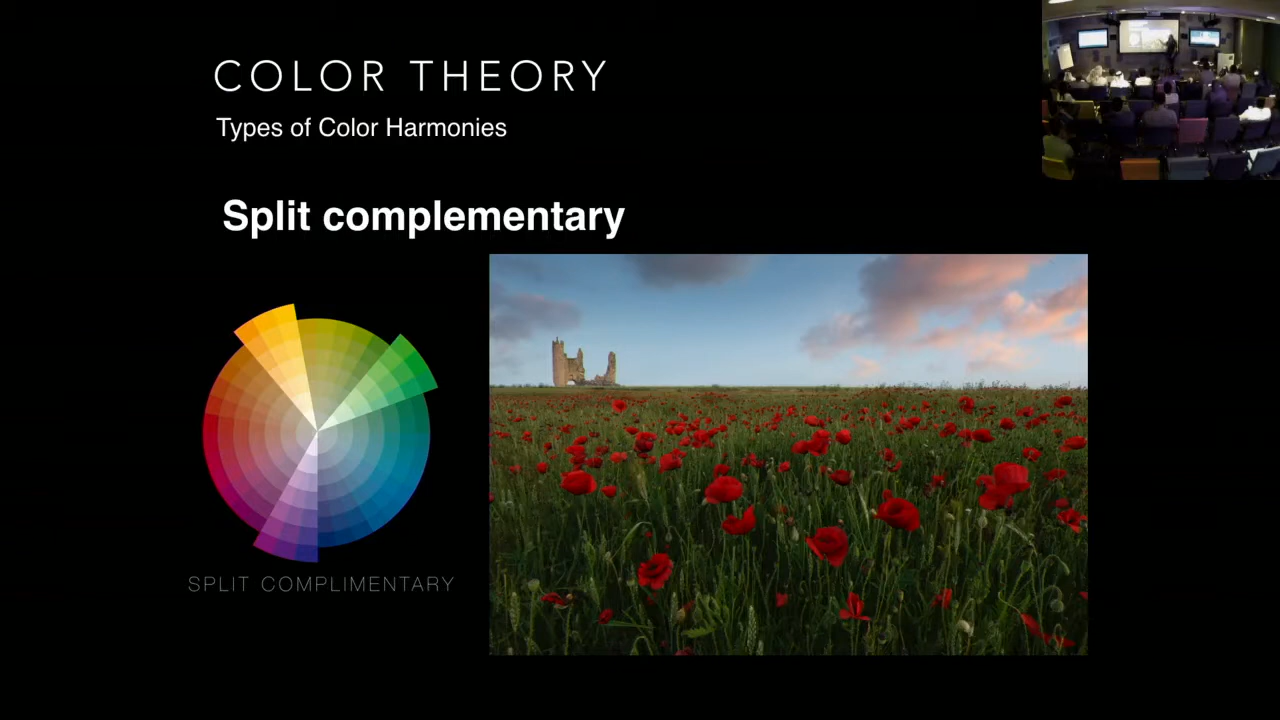 COLOR THEORY
Types of Color Harmonies
Split complementary
SPLIT COMPLIMENTARY